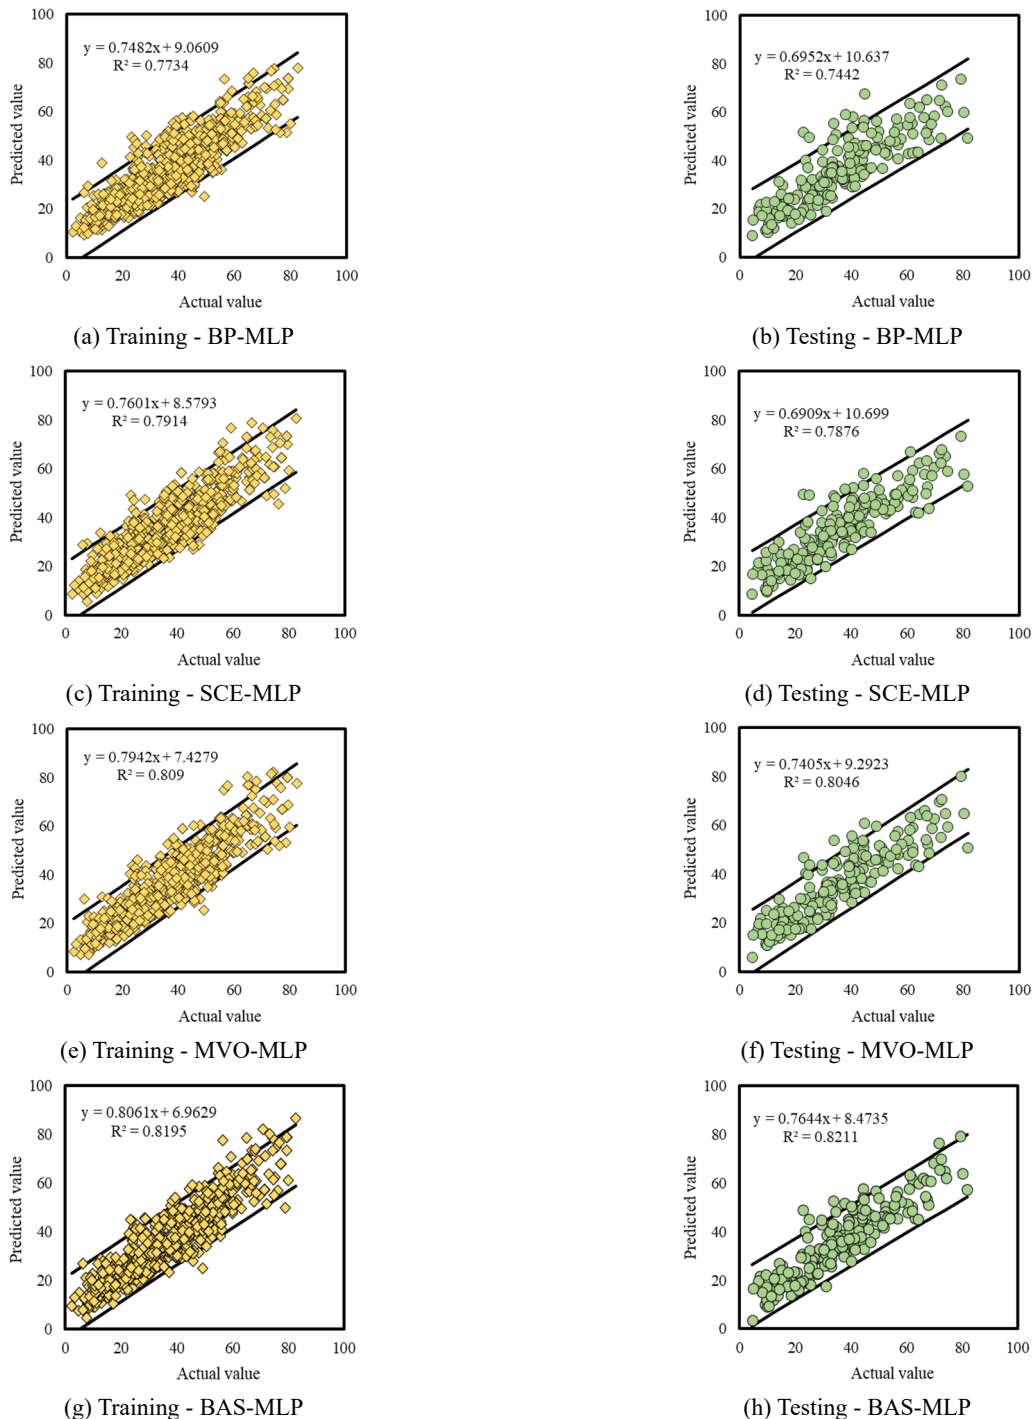 y = 0.7482x + 9.0609
R² = 0.7734
Predicted value
100
80
60
40
20
0
0 20 40 60 80 100
Actual value
(a) Training - BP-MLP
y = 0.6952x + 10.637
R² = 0.7442
Predicted value
100
80
60
40
20
0
0 20 40 60 80 100
Actual value
(b) Testing - BP-MLP
y = 0.7601x + 8.5793
R² = 0.7914
Predicted value
100
80
60
40
20
0
0 20 40 60 80 100
Actual value
(c) Training - SCE-MLP
y = 0.6909x + 10.699
R² = 0.7876
Predicted value
100
80
60
40
20
0
0 20 40 60 80 100
Actual value
(d) Testing - SCE-MLP
y = 0.7942x + 7.4279
R² = 0.809
Predicted value
100
80
60
40
20
0
0 20 40 60 80 100
Actual value
(e) Training - MVO-MLP
y = 0.7405x + 9.2923
R² = 0.8046
Predicted value
100
80
60
40
20
0
0 20 40 60 80 100
Actual value
(f) Testing - MVO-MLP
y = 0.8061x + 6.9629
R² = 0.8195
Predicted value
100
80
60
40
20
0
0 20 40 60 80 100
Actual value
(g) Training - BAS-MLP
y = 0.7644x + 8.4735
R² = 0.8211
Predicted value
100
80
60
40
20
0
0 20 40 60 80 100
Actual value
(h) Testing - BAS-MLP